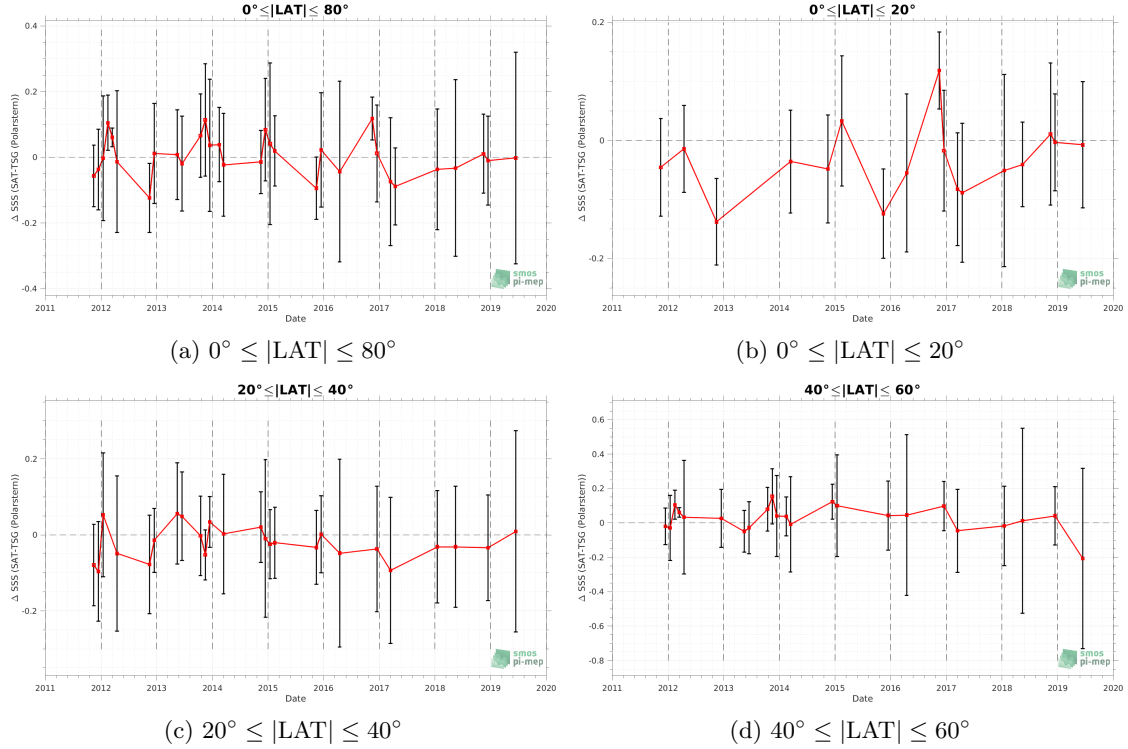 0°≤|LAT|≤ 80°
Δ SSS (SAT-TSG (Polarstern))
0.4
0.2
0
-0.2
-0.4
2011 2012 2013 2014 2015 2016 2017 2018 2019 2020
Date
smos
pi-mep
(a) 0° ≤ |LAT| ≤ 80°
0°≤|LAT|≤ 20°
Δ SSS (SAT-TSG (Polarstern))
0.2
0
-0.2
2011 2012 2013 2014 2015 2016 2017 2018 2019 2020
Date
smos
pi-mep
(b) 0° ≤ |LAT| ≤ 20°
20°≤|LAT|≤ 40°
Δ SSS (SAT-TSG (Polarstern))
0.2
0
-0.2
2011 2012 2013 2014 2015 2016 2017 2018 2019 2020
Date
smos
pi-mep
(c) 20° ≤ |LAT| ≤ 40°
40°≤|LAT|≤ 60°
Δ SSS (SAT-TSG (Polarstern))
0.6
0.4
0.2
0
-0.2
-0.4
-0.6
-0.8
2011 2012 2013 2014 2015 2016 2017 2018 2019 2020
Date
smos
pi-mep
(d) 40° ≤ |LAT| ≤ 60°